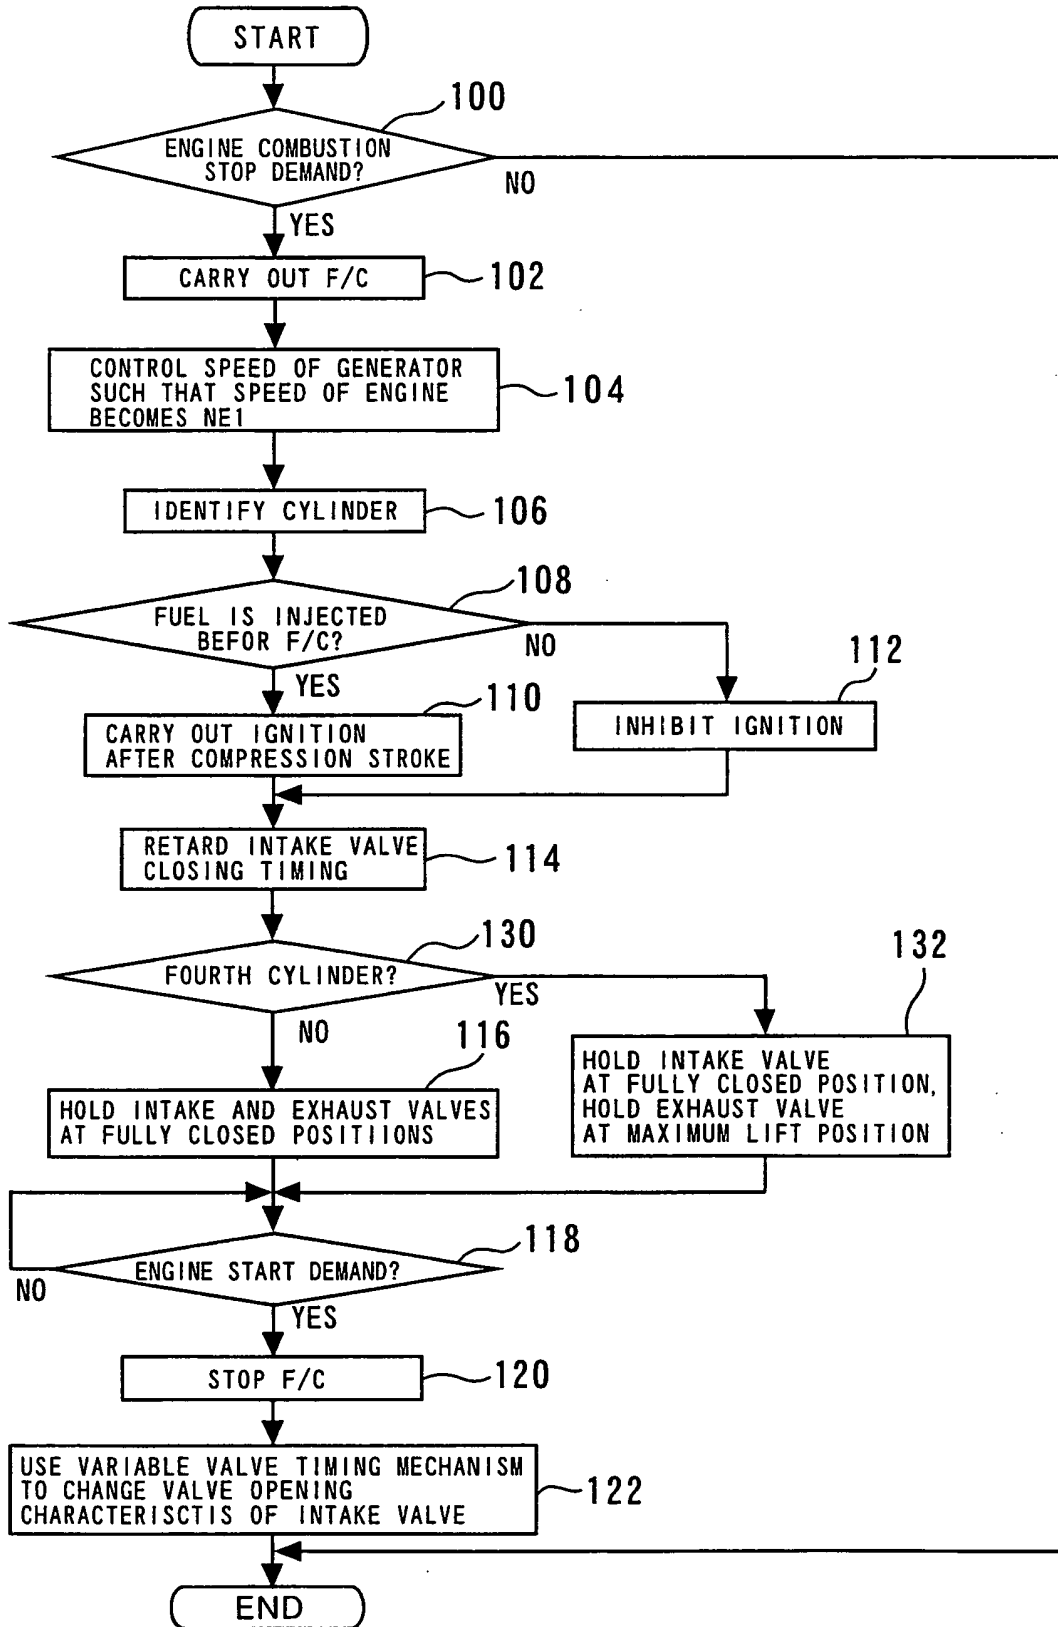 START
100
ENGINE COMBUSTION
STOP DEMAND?
NO
YES
CARRY OUT F/C
102
CONTROL SPEED OF GENERATOR
SUCH THAT SPEED OF ENGINE
BECOMES NE1
104
IDENTIFY CYLINDER
106
108
FUEL IS INJECTED
BEFOR F/C?
NO
YES
110
112
CARRY OUT IGNITION
AFTER COMPRESSION STROKE
INHIBIT IGNITION
RETARD INTAKE VALVE
CLOSING TIMING
114
130
132
FOURTH CYLINDER?
YES
NO
116
HOLD INTAKE VALVE
AT FULLY CLOSED POSITION,
HOLD EXHAUST VALVE
AT MAXIMUM LIFT POSITION
HOLD INTAKE AND EXHAUST VALVES
AT FULLY CLOSED POSITIIONS
118
ENGINE START DEMAND?
NO
YES
STOP F/C
120
USE VARIABLE VALVE TIMING MECHANISM
TO CHANGE VALVE OPENING
CHARACTERISCTIS OF INTAKE VALVE
122
END